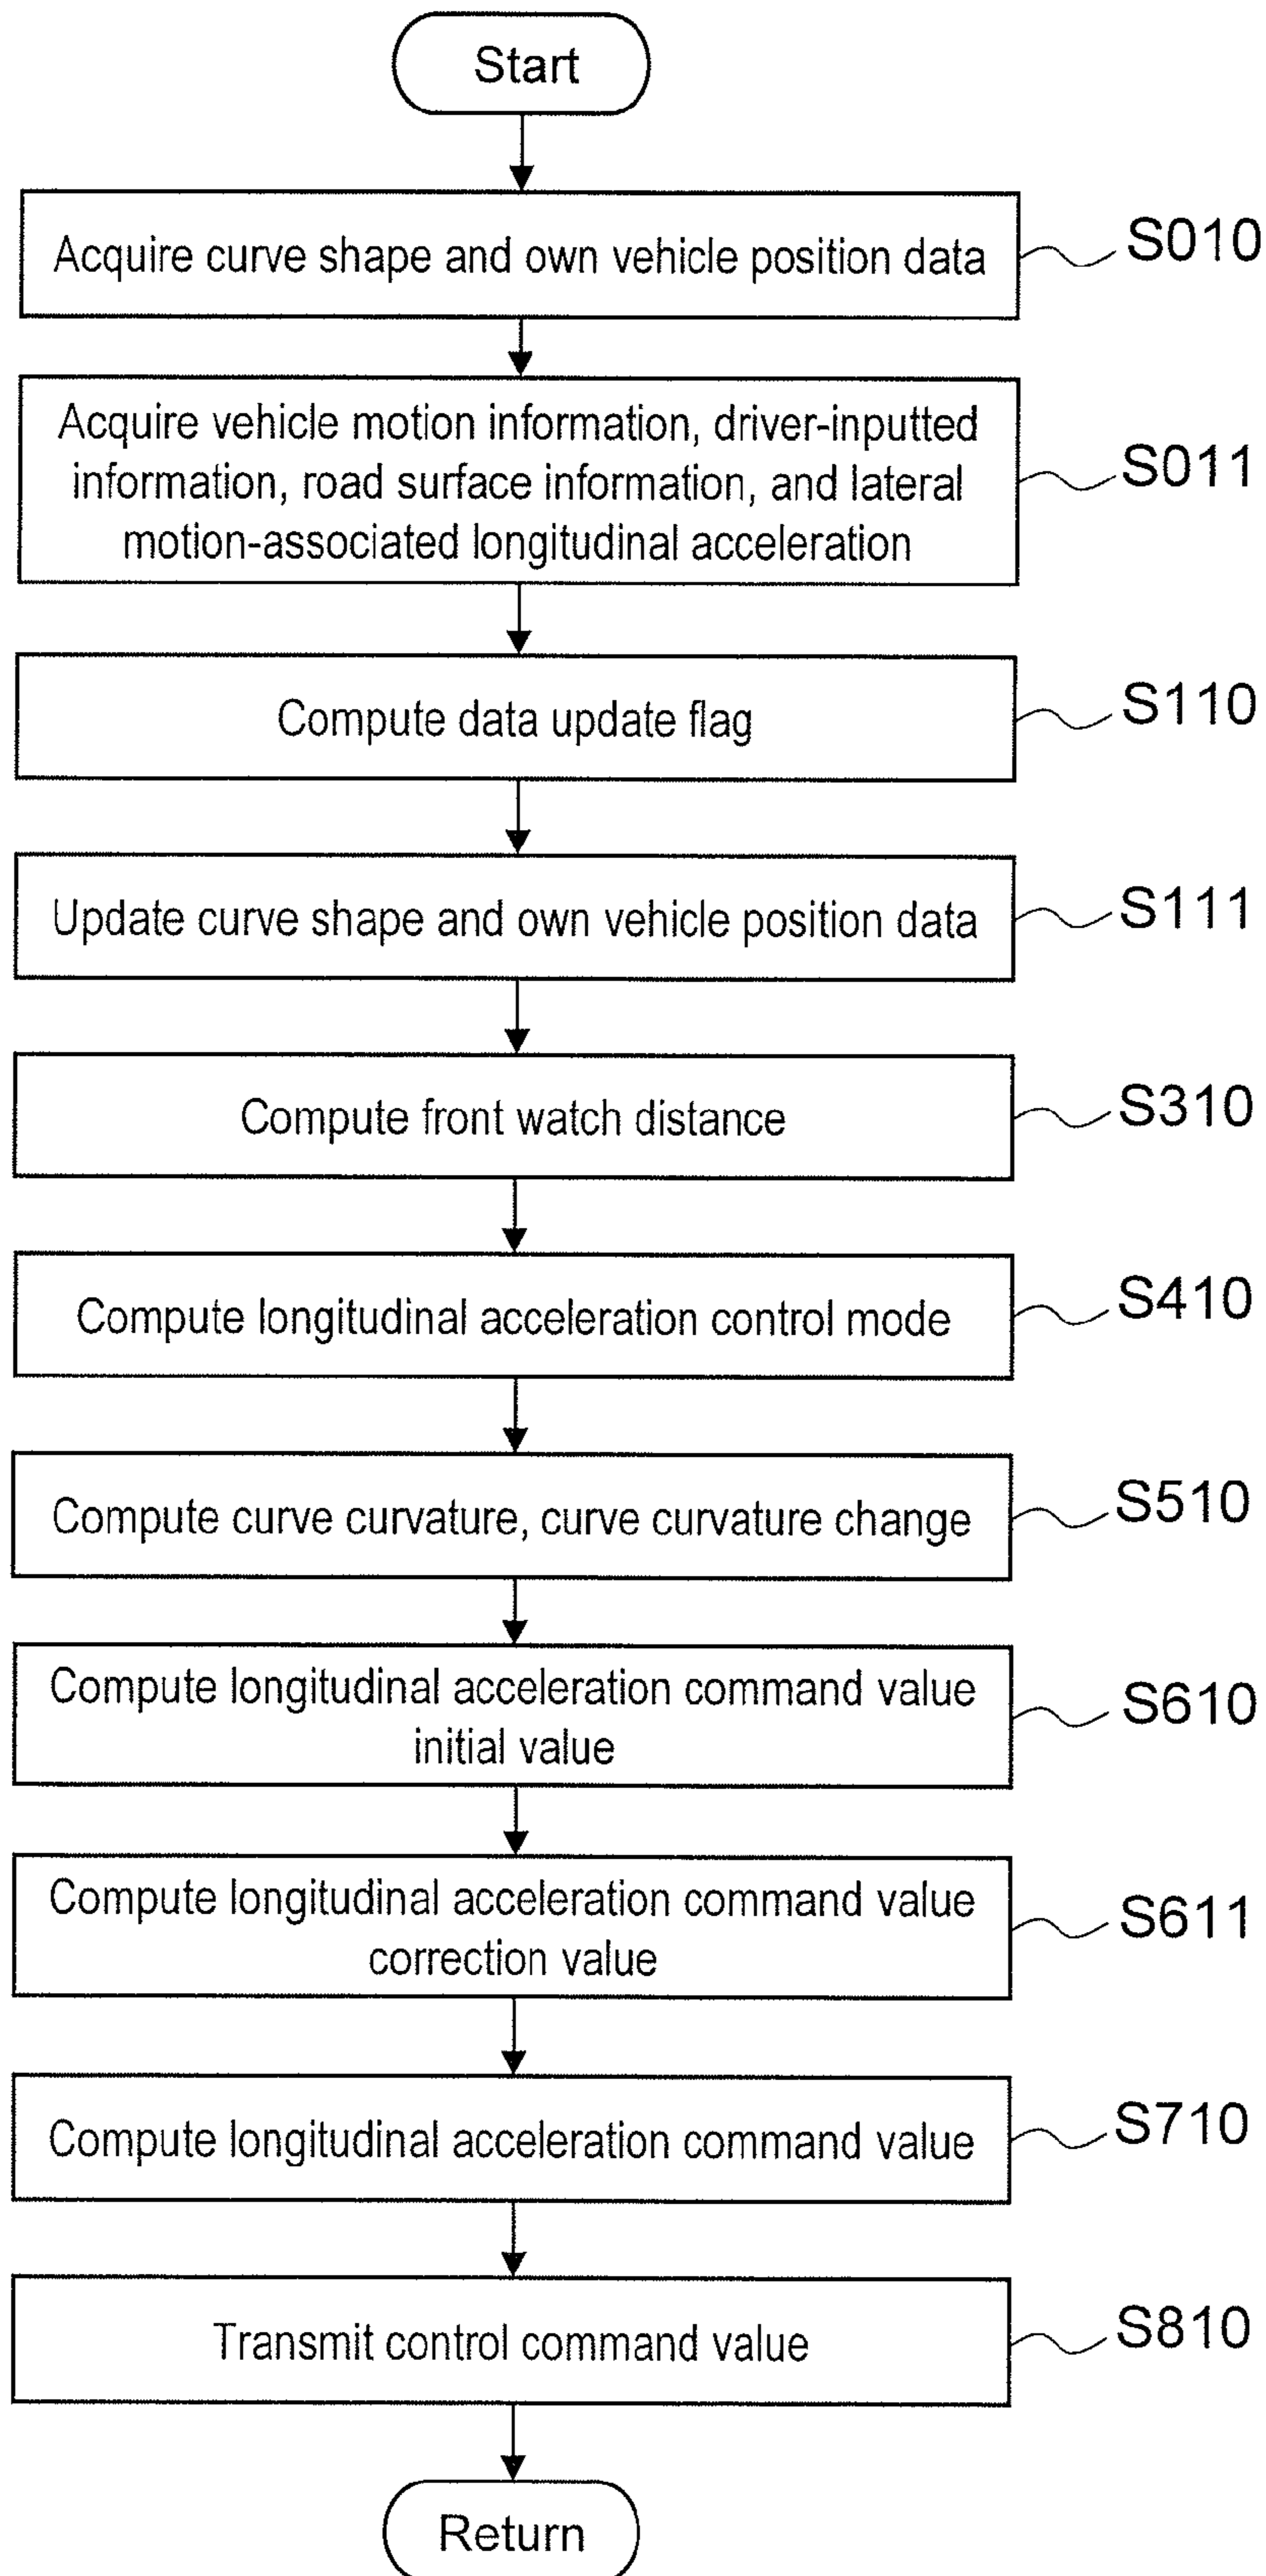 Start
Acquire curve shape and own vehicle position data
S010
Acquire vehicle motion information, driver-inputted
information, road surface information, and lateral
motion-associated longitudinal acceleration
S011
Compute data update flag
S110
Update curve shape and own vehicle position data
S111
Compute front watch distance
S310
Compute longitudinal acceleration control mode
S410
Compute curve curvature, curve curvature change
S510
Compute longitudinal acceleration command value
initial value
S610
Compute longitudinal acceleration command value
correction value
S611
Compute longitudinal acceleration command value
S710
Transmit control command value
S810
Return